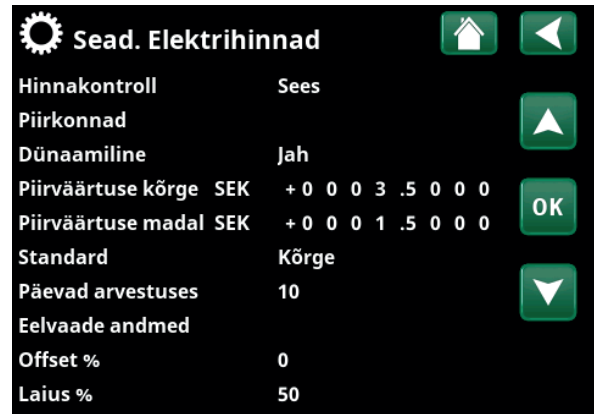 Sead. Elektrihinnad
Hinnakontroll Sees
Piirkonnad
Dünaamiline Jah
Piirväärtuse kõrge SEK +0 0 0 3 .5 0 0 0
Piirväärtuse madal SEK +0 0 0 1 .5 0 0 0
OK
Standard Kõrge
Päevad arvestuses 10
Eelvaade andmed
Offset % 0
Laius % 50